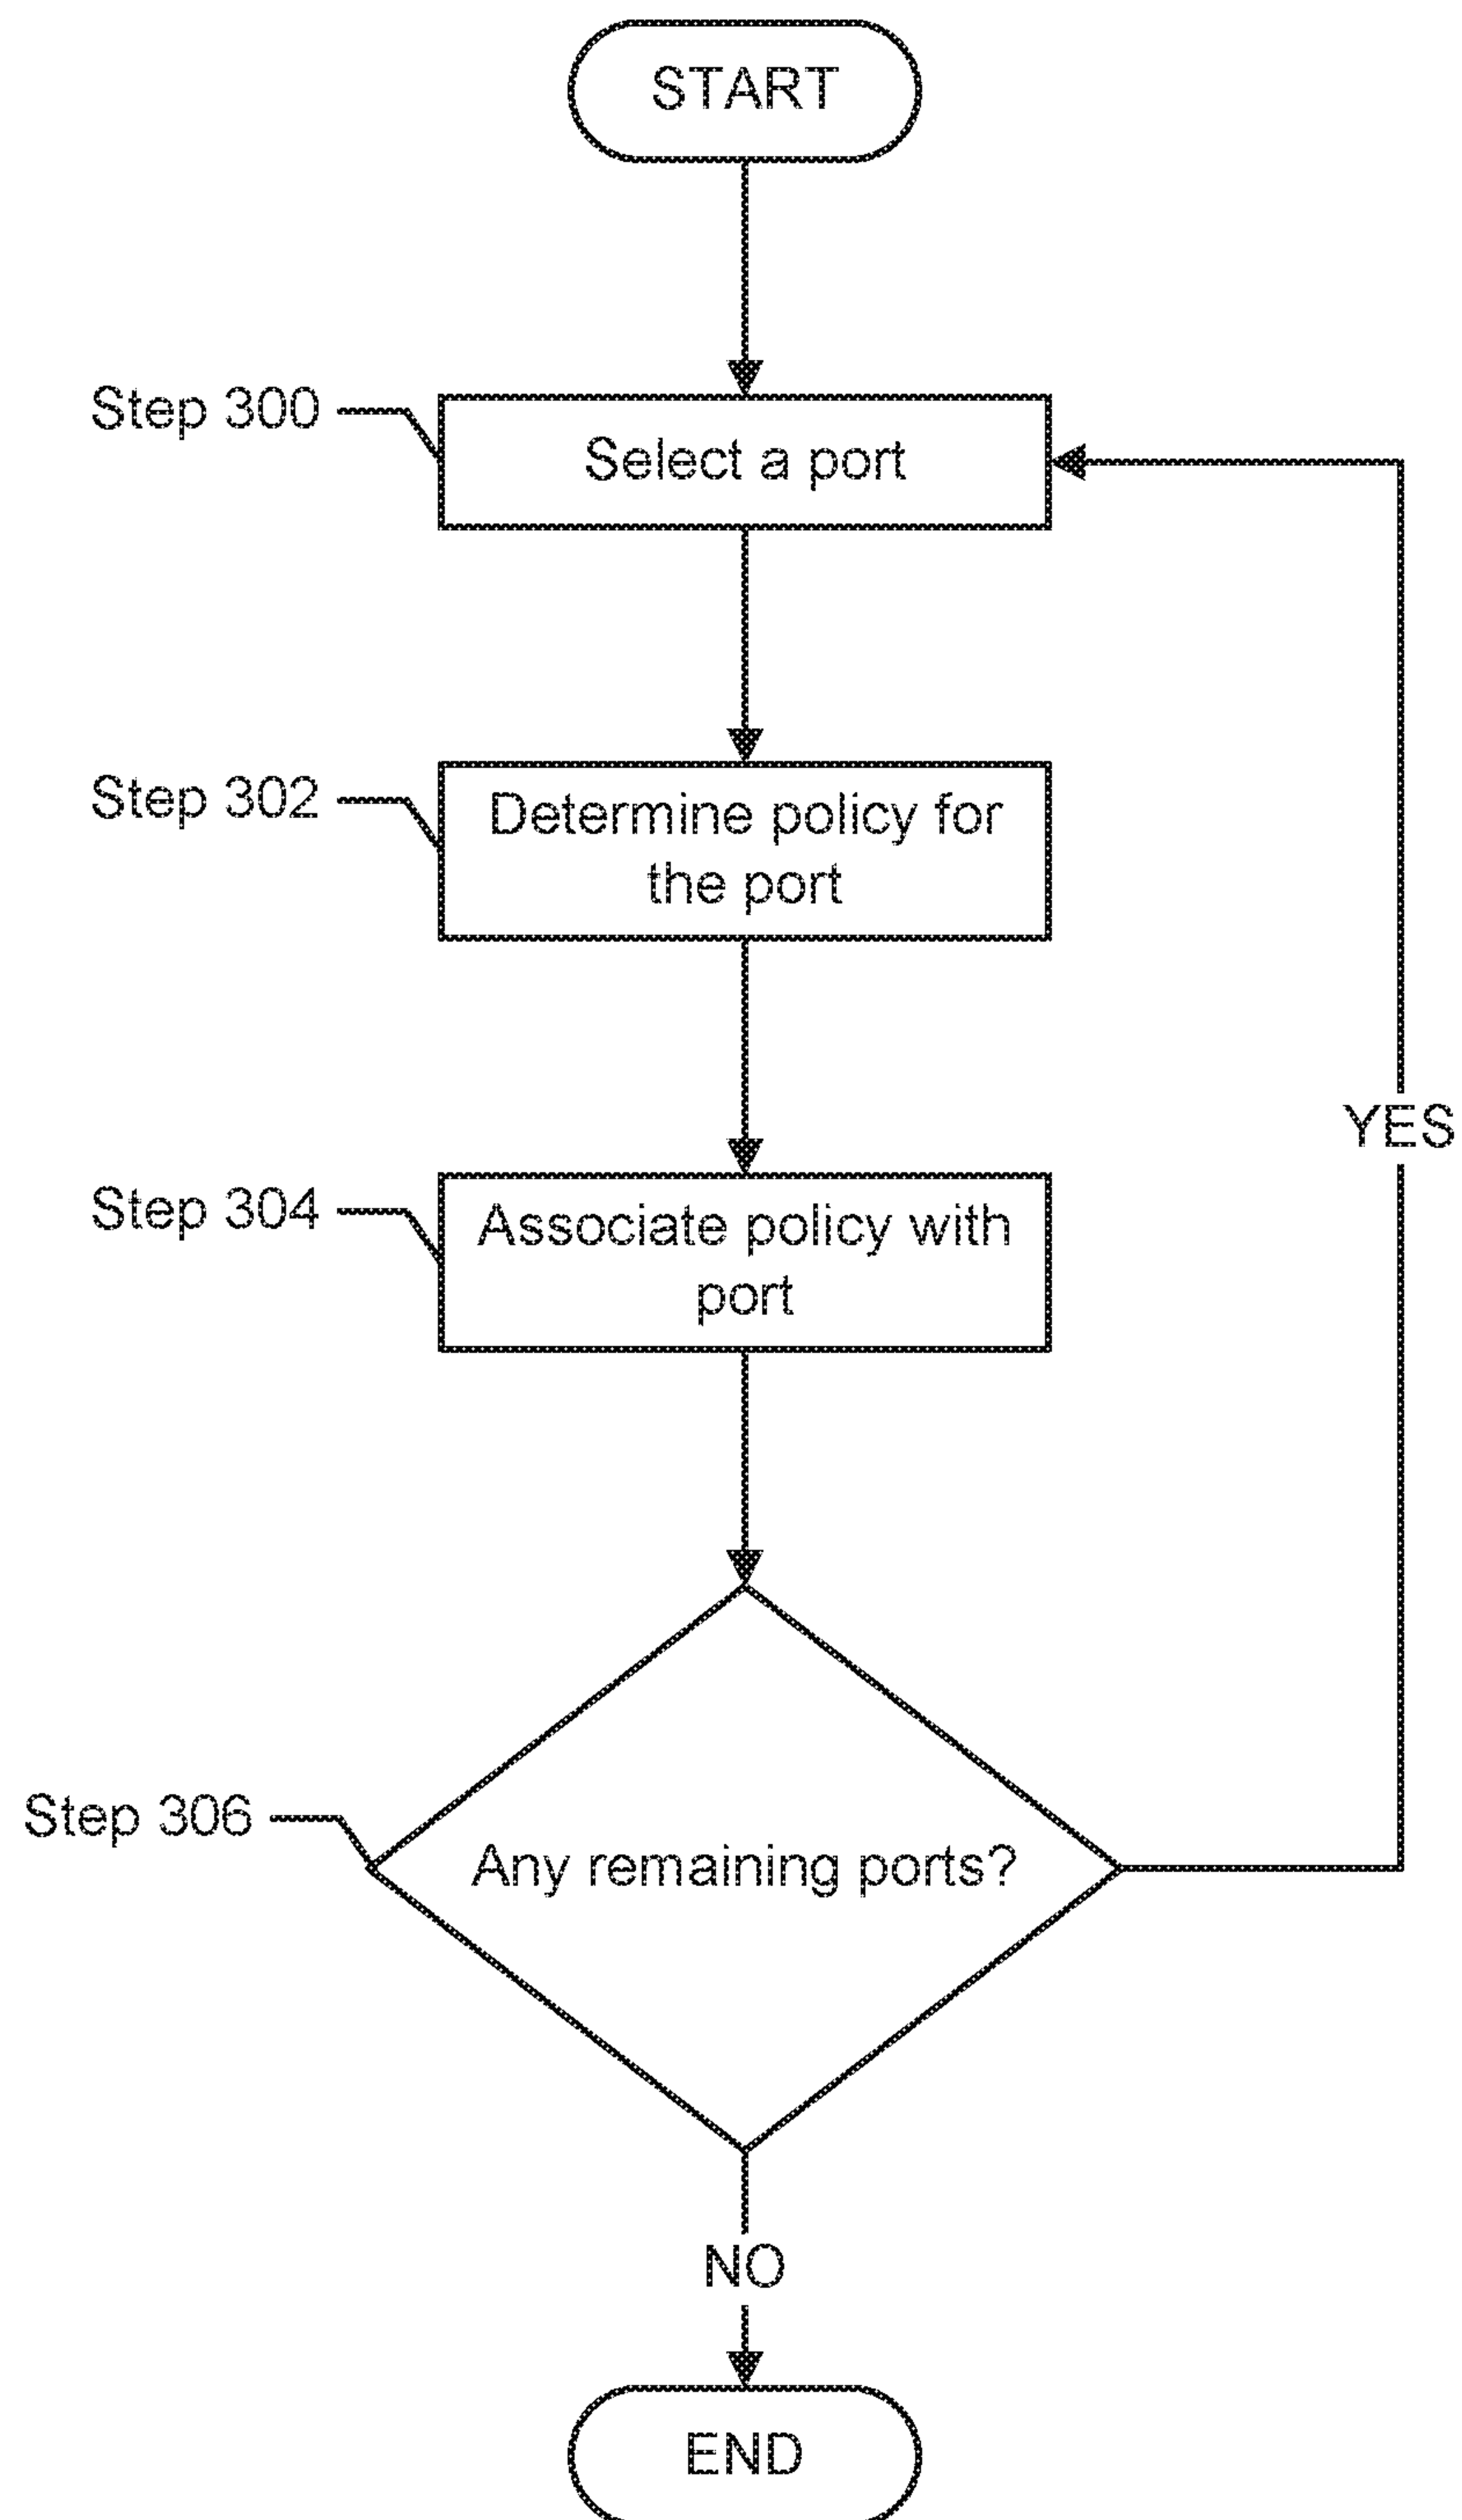 START
Step 300
Select a port
Step 302
Determine policy for
the port
Step 304
Associate policy with
port
YES
Step 306
Any remaining ports?
NO
END